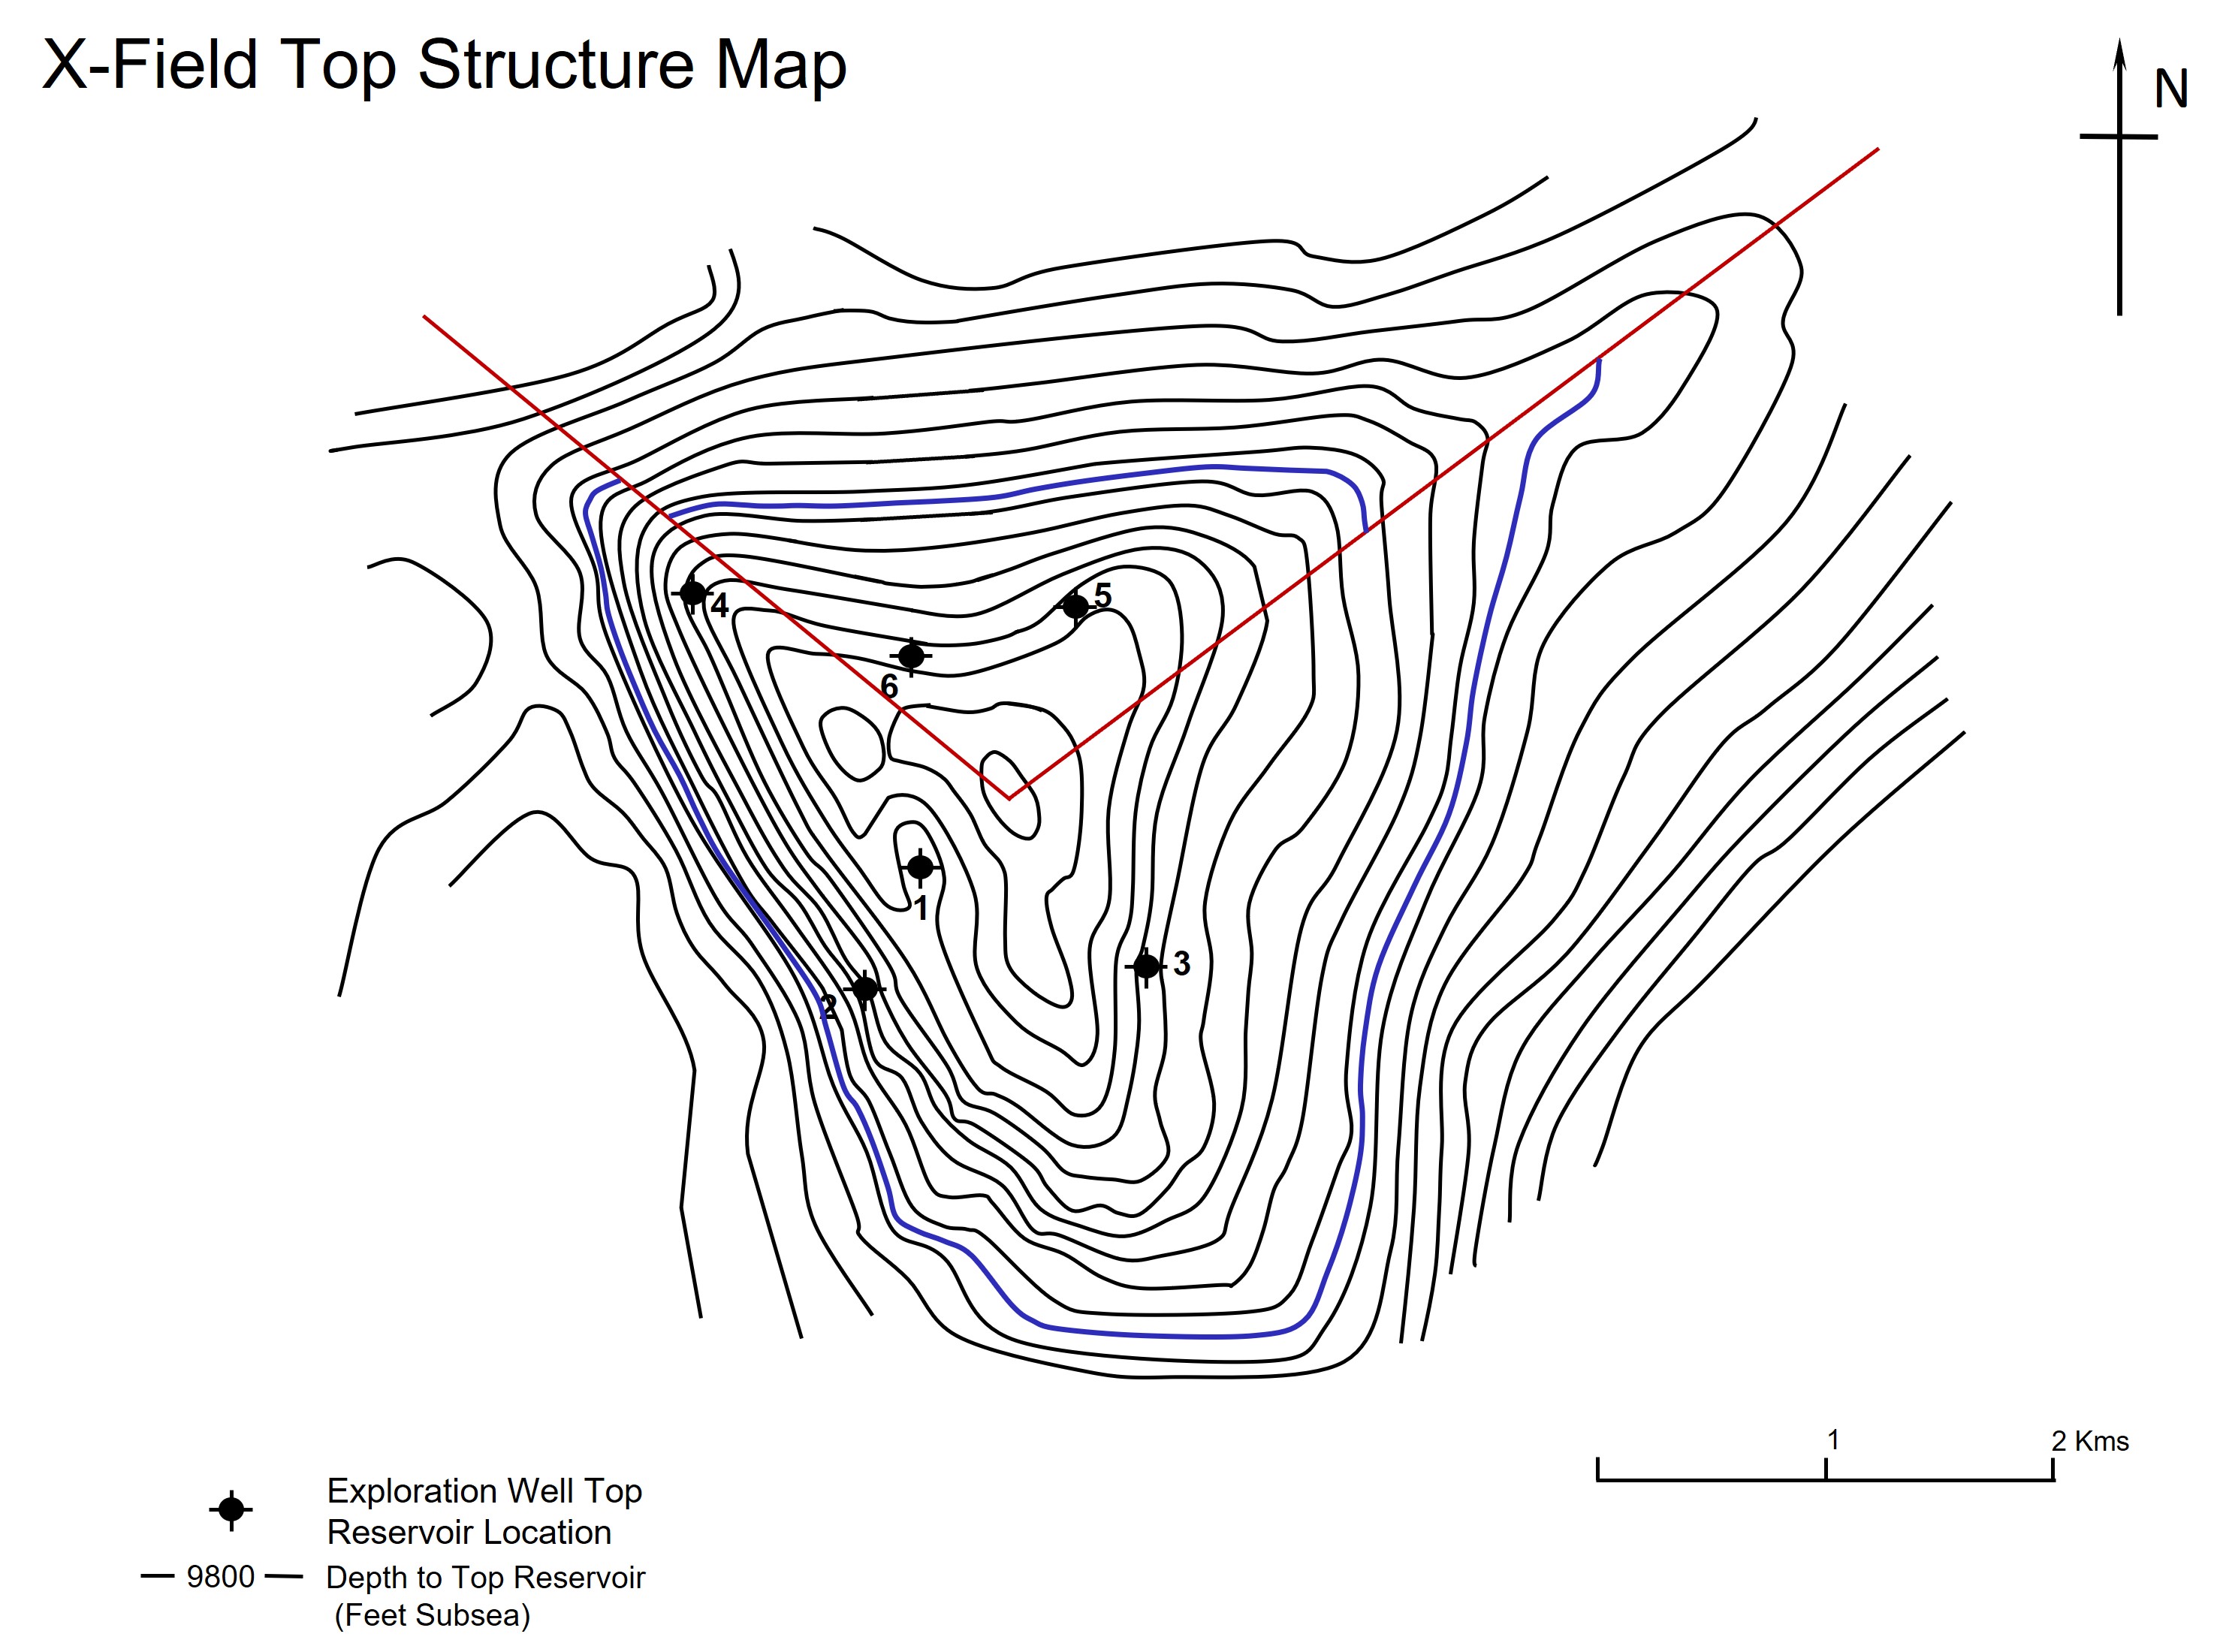 X-Field Top Structure Map
N
4
5
6
1
3
2
1
2 Kms
Exploration Well Top
Reservoir Location
9800
Depth to Top Reservoir
(Feet Subsea)